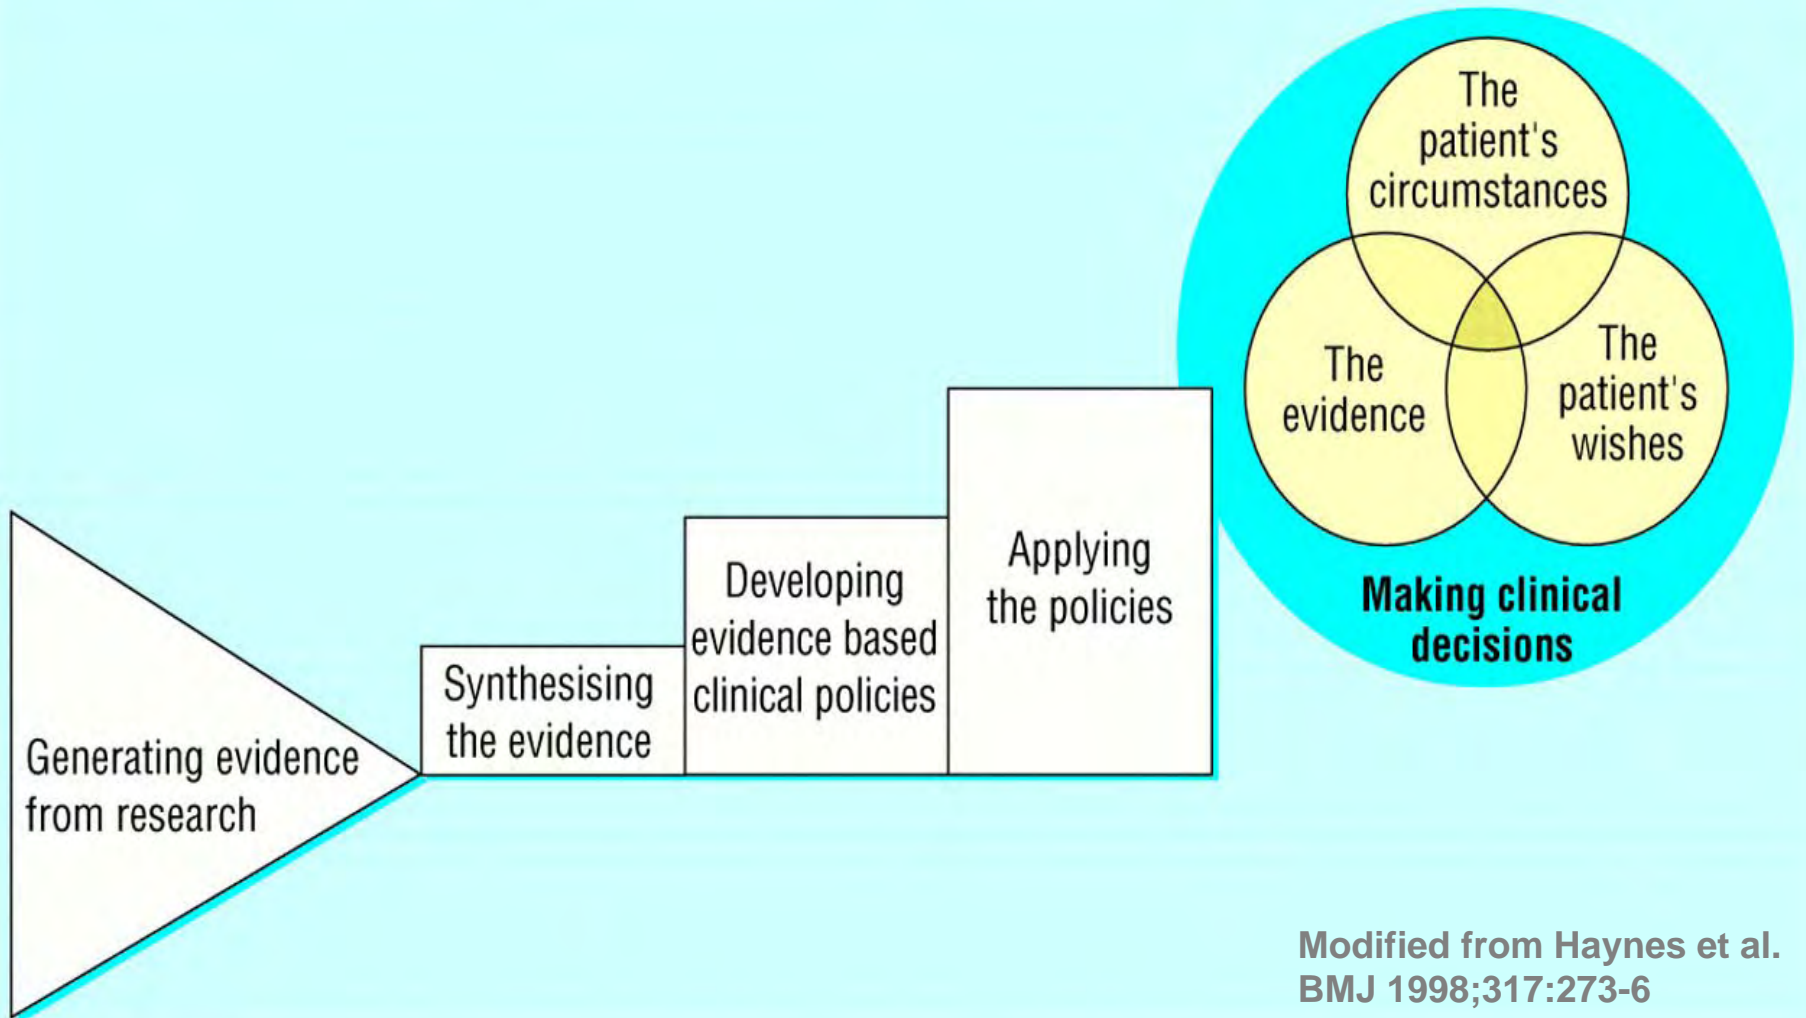 Generating evidence
from research
Synthesising
the evidence
Developing
evidence based
clinical policies
Applying
the policies
The
patient's
circumstances
The
evidence
The
patient's
wishes
Making clinical
decisions
Modified from Haynes et al.
BMJ 1998;317:273-6